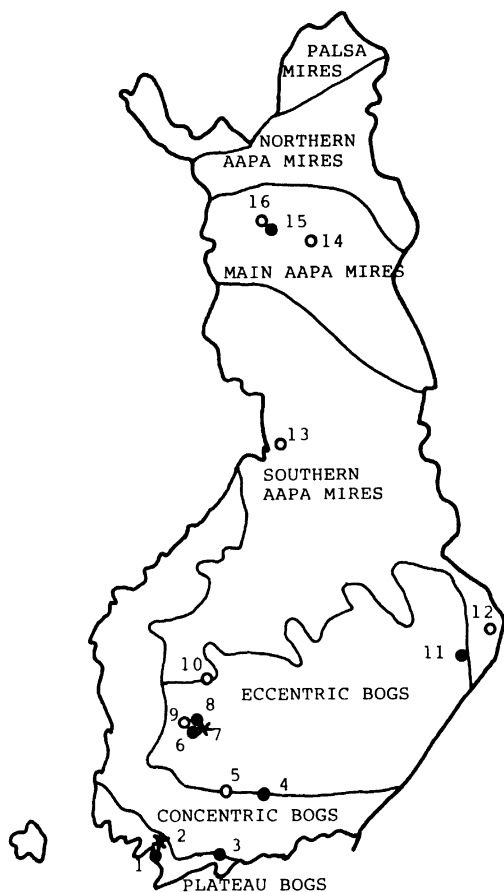 PALSA
MIRES
NORTHERN
AAPA MIRES
16
15
14
MAIN AAPA MIRES
13
SOUTHERN
AAPA MIRES
12
11
10
ECCENTRIC BOGS
9
8
7
6
5
4
CONCENTRIC BOGS
2
3
1
PLATEAU BOGS